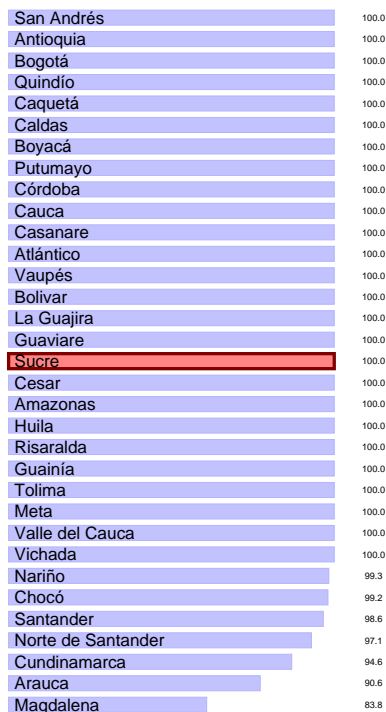 San Andrés 100.0
Antioquia 100.0
Bogotá 100.0
Quindío 100.0
Caquetá 100.0
Caldas 100.0
Boyacá 100.0
Putumayo 100.0
Córdoba 100.0
Cauca 100.0
Casanare 100.0
Atlántico 100.0
Vaupés 100.0
Bolivar 100.0
La Guajira 100.0
Guaviare 100.0
Sucre 100.0
Cesar 100.0
Amazonas 100.0
Huila 100.0
Risaralda 100.0
Guainía 100.0
Tolima 100.0
Meta 100.0
Valle del Cauca 100.0
Vichada 100.0
Nariño 99.3
Chocó 99.2
Santander 98.6
Norte de Santander 97.1
Cundinamarca 94.6
Arauca 90.6
Magdalena 83.8